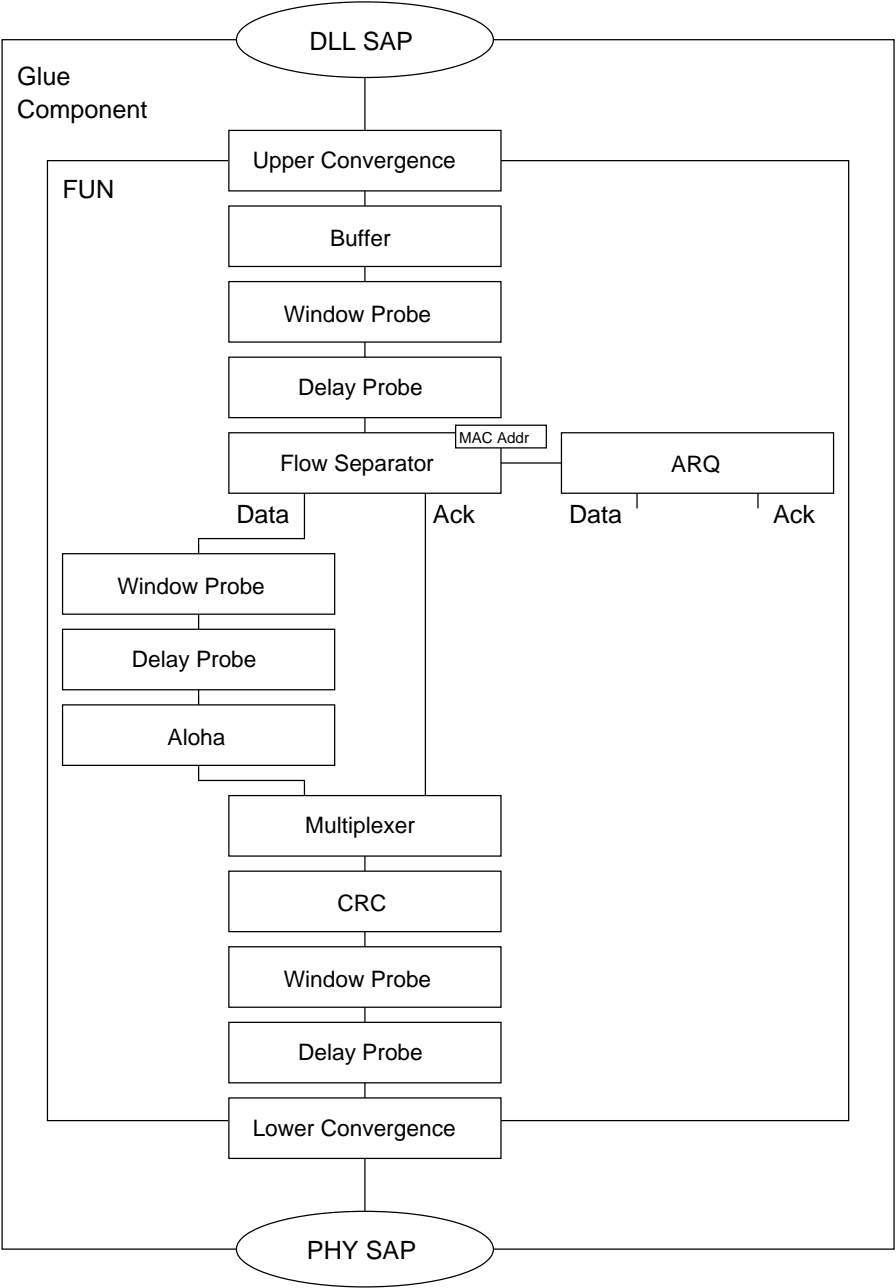 DLL SAP
Glue
Component
Upper Convergence
FUN
Buffer
Window Probe
Delay Probe
MAC Addr
Flow Separator
ARQ
Data
Ack
Data
Ack
Window Probe
Delay Probe
Aloha
Multiplexer
CRC
Window Probe
Delay Probe
Lower Convergence
PHY SAP